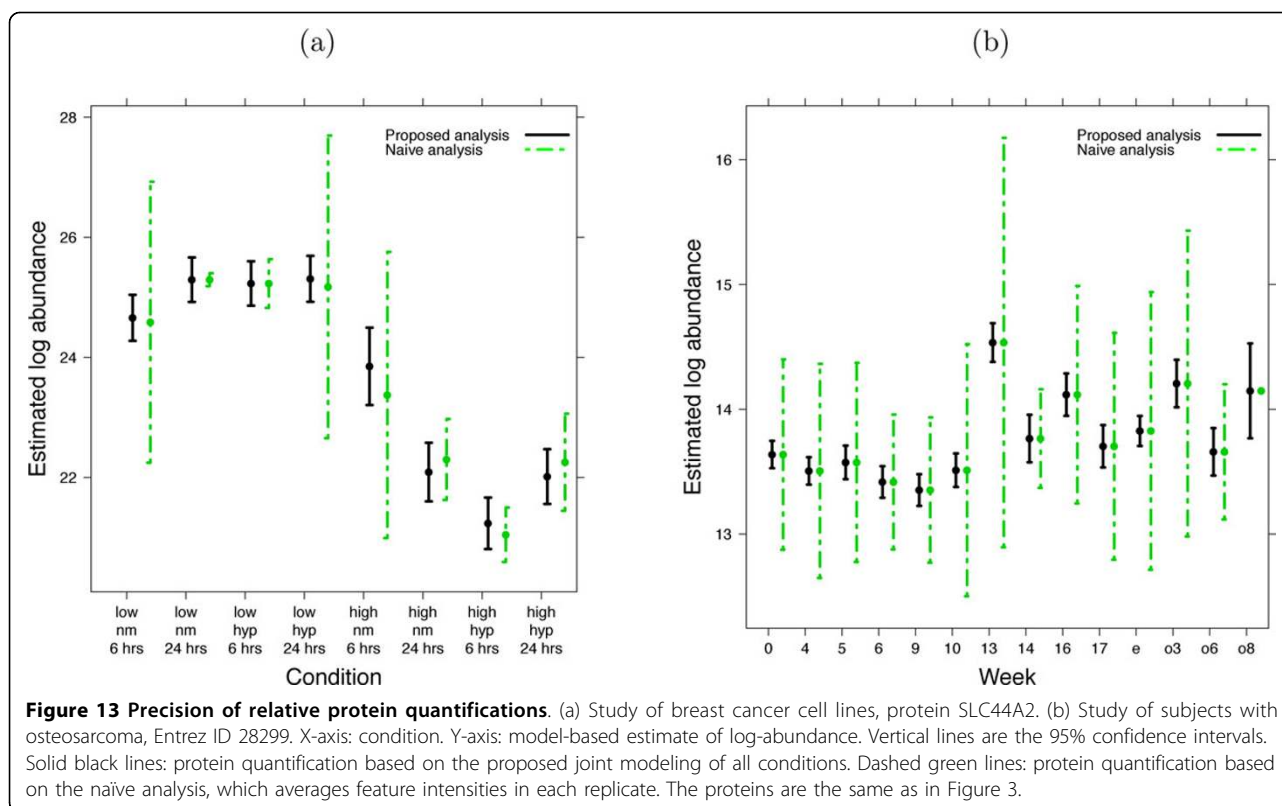 (a)
28
26
24
22
Estimated log abundance
Proposed analysis
Naive analysis
low nm 6 hrs
low nm 24 hrs
low hyp 6 hrs
low hyp 24 hrs
high nm 6 hrs
high nm 24 hrs
high hyp 6 hrs
high hyp 24 hrs
Condition
(b)
16
15
14
13
Estimated log abundance
Proposed analysis
Naive analysis
0 4 5 6 9 10 13 14 16 17 e o3 o6 o8
Week
Figure 13 Precision of relative protein quantifications. (a) Study of breast cancer cell lines, protein SLC44A2. (b) Study of subjects with
osteosarcoma, Entrez ID 28299. X-axis: condition. Y-axis: model-based estimate of log-abundance. Vertical lines are the 95% confidence intervals.
Solid black lines: protein quantification based on the proposed joint modeling of all conditions. Dashed green lines: protein quantification based
on the naïve analysis, which averages feature intensities in each replicate. The proteins are the same as in Figure 3.